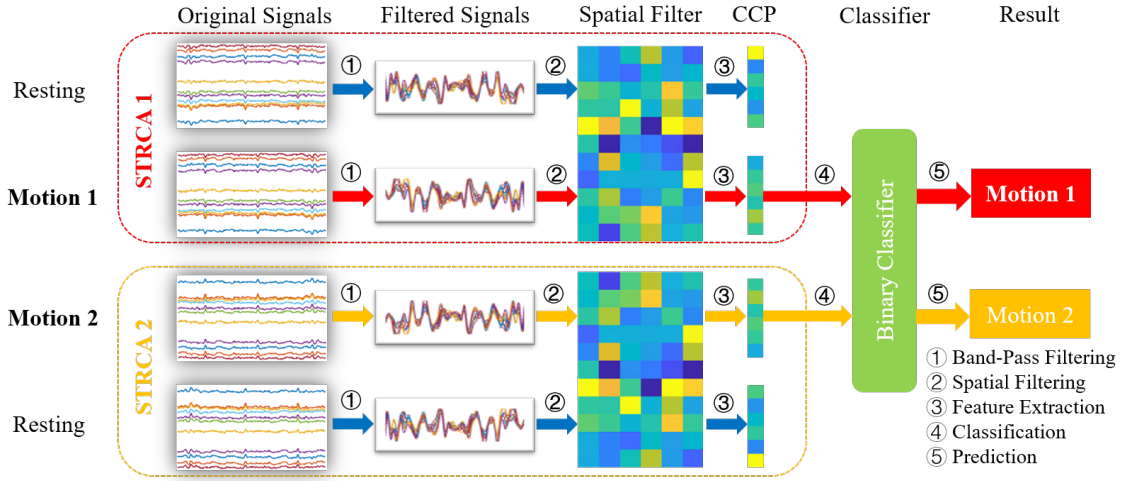 Original Signals Filtered Signals Spatial Filter CCP Classifier Result
Resting
① ② ③
STRCA 1
Motion 1
① ② ③ ④ ⑤
Motion 1
Binary Classifier
Motion 2
① ② ③ ④ ⑤
Motion 2
STRCA 2
Resting
① ② ③
① Band-Pass Filtering
② Spatial Filtering
③ Feature Extraction
④ Classification
⑤ Prediction